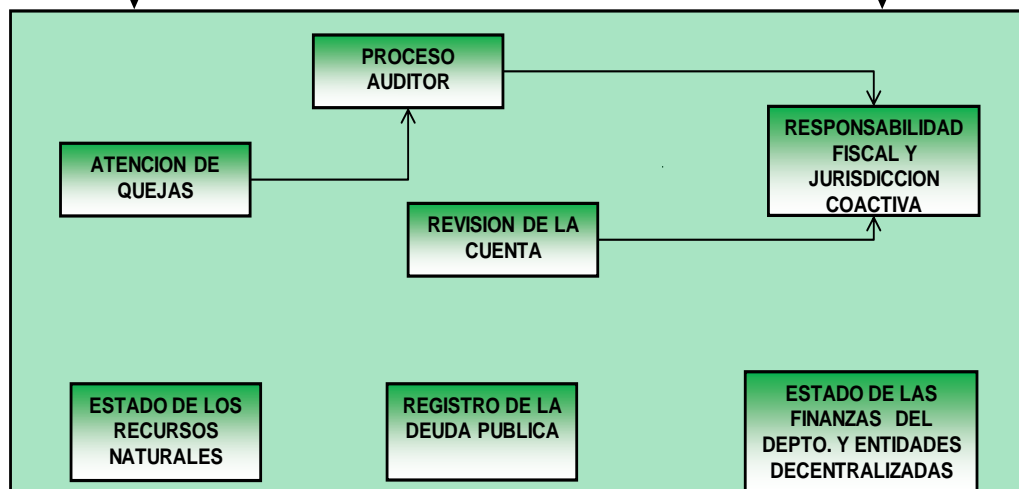 PROCESO
AUDITOR
RESPONSABILIDAD
FISCAL Y
JURISDICCION
COACTIVA
ATENCION DE
QUEJAS
REVISION DE LA
CUENTA
ESTADO DE LOS
RECURSOS
NATURALES
REGISTRO DE LA
DEUDA PUBLICA
ESTADO DE LAS
FINANZAS DEL
DEPTO. Y ENTIDADES
DECENTRALIZADAS